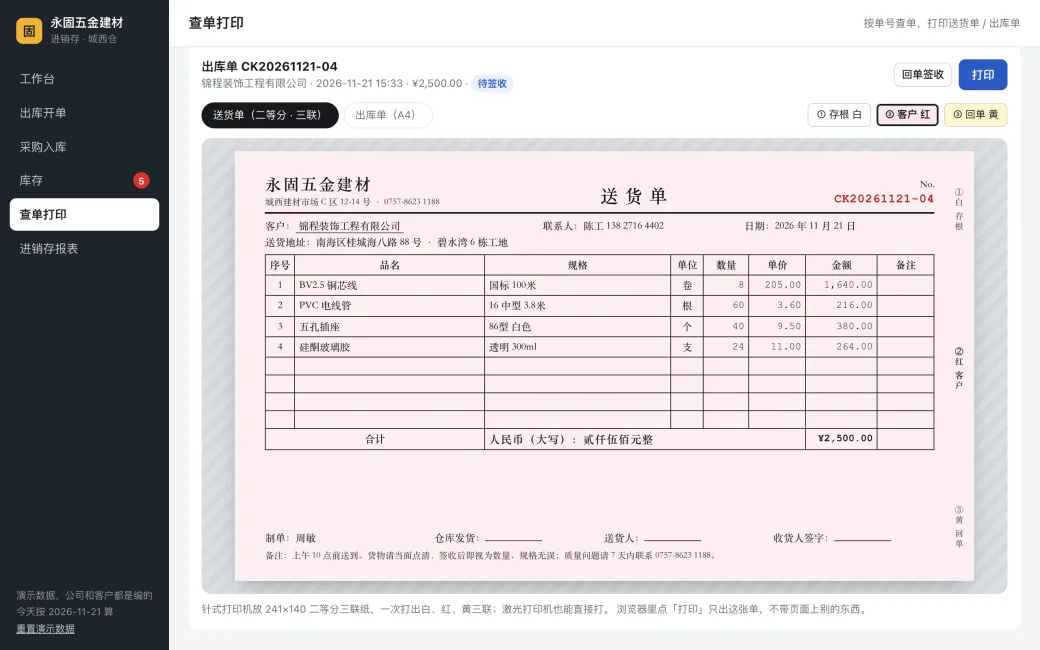 固
永固五金建材
进销存 · 城西仓
工作台
出库开单
采购入库
库存 5
查单打印
进销存报表
演示数据，公司和客户都是编的
今天按 2026-11-21 算
重置演示数据
查单打印
按单号查单，打印送货单 / 出库单
出库单 CK20261121-04
锦程装饰工程有限公司 · 2026-11-21 15:33 · ¥2,500.00 · 待签收
回单签收 打印
送货单（二等分 · 三联） 出库单（A4）
① 存根 白 ② 客户 红 ③ 回单 黄
永固五金建材
城西建材市场 C 区 12-14 号 · 0757-8623 1188
送货单
No.
CK20261121-04
客户： 锦程装饰工程有限公司 联系人：陈工 138 2716 4402 日期：2026 年 11 月 21 日
送货地址：南海区桂城海八路 88 号 · 碧水湾 6 栋工地
序号 品名 规格 单位 数量 单价 金额 备注
1 BV2.5 铜芯线 国标 100米 卷 8 205.00 1,640.00
2 PVC 电线管 16 中型 3.8米 根 60 3.60 216.00
3 五孔插座 86型 白色 个 40 9.50 380.00
4 硅酮玻璃胶 透明 300ml 支 24 11.00 264.00
合计 人民币（大写）：贰仟伍佰元整 ¥2,500.00
制单：周敏 仓库发货： 送货人： 收货人签字：
备注：上午 10 点前送到。货物请当面点清。签收后即视为数量、规格无误；质量问题请 7 天内联系 0757-8623 1188。
①白 存根
②红 客户
③黄 回单
针式打印机放 241×140 二等分三联纸，一次打出白、红、黄三联；激光打印机也能直接打。 浏览器里点「打印」只出这张单，不带页面上别的东西。